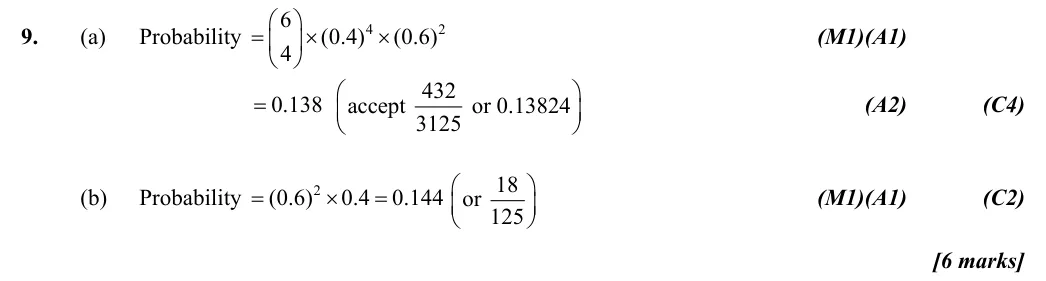 9. (a) Probability = (6 4) × (0.4)⁴ × (0.6)² (M1)(A1)
= 0.138 (accept 432/3125 or 0.13824) (A2) (C4)
(b) Probability = (0.6)² × 0.4 = 0.144 (or 18/125) (M1)(A1) (C2)
[6 marks]